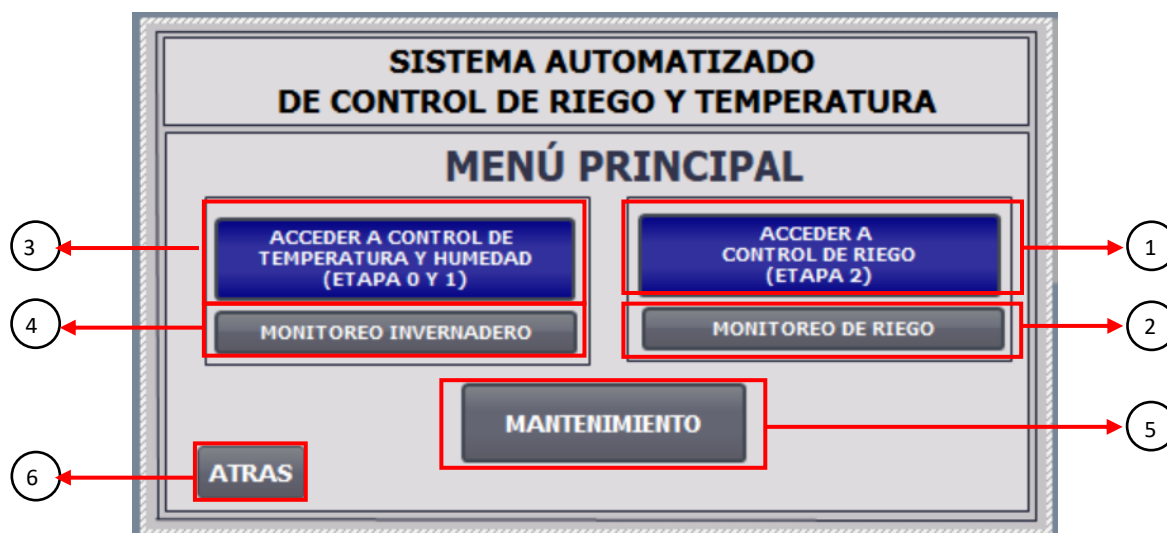 SISTEMA AUTOMATIZADO
DE CONTROL DE RIEGO Y TEMPERATURA
MENÚ PRINCIPAL
3
ACCEDER A CONTROL DE
TEMPERATURA Y HUMEDAD
(ETAPA 0 Y 1)
ACCEDER A
CONTROL DE RIEGO
(ETAPA 2)
1
4
MONITOREO INVERNADERO
MONITOREO DE RIEGO
2
MANTENIMIENTO
5
6
ATRAS